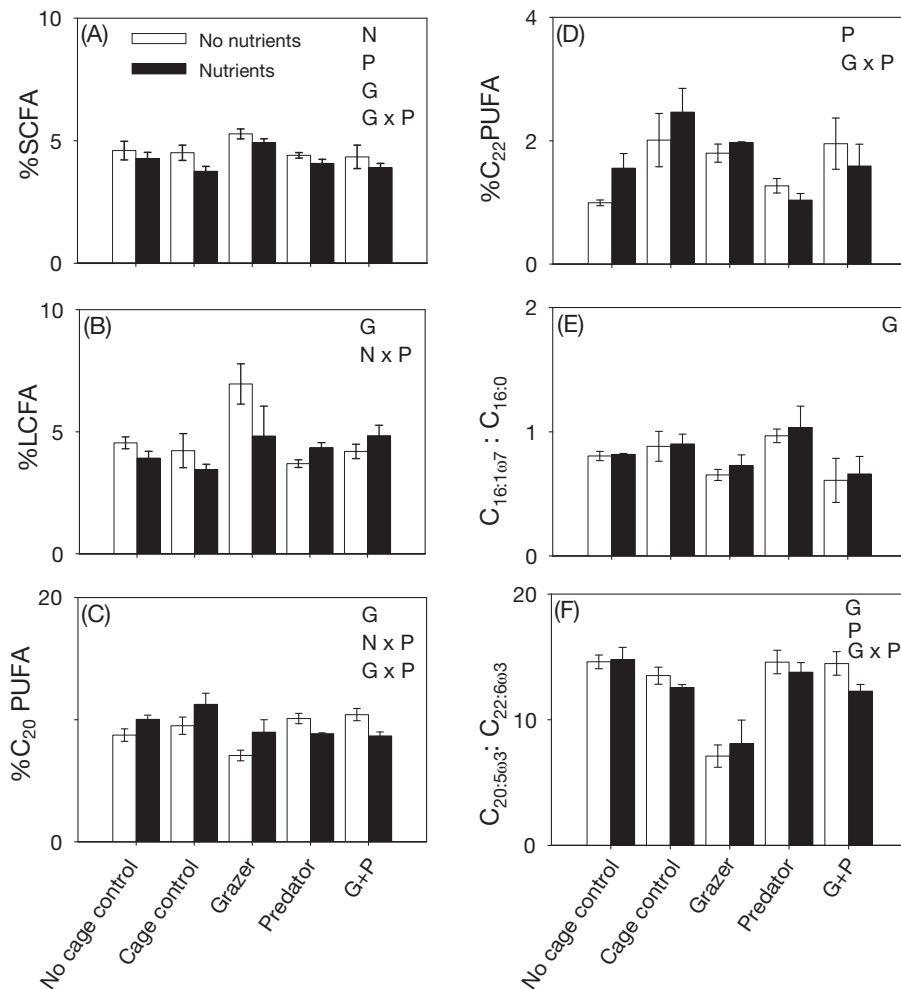 (A)
No nutrients
Nutrients
N
P
G
G x P
%SCFA
10
5
0
(B)
G
N x P
%LCFA
10
5
0
(C)
G
N x P
G x P
%C20 PUFA
20
10
0
No cage control
Cage control
Grazer
Predator
G+P
(D)
P
G x P
%C22PUFA
4
2
0
(E)
G
C16:1ω7 : C16:0
2
1
0
(F)
G
P
G x P
C20:5ω3: C22:6ω3
20
10
0
No cage control
Cage control
Grazer
Predator
G+P